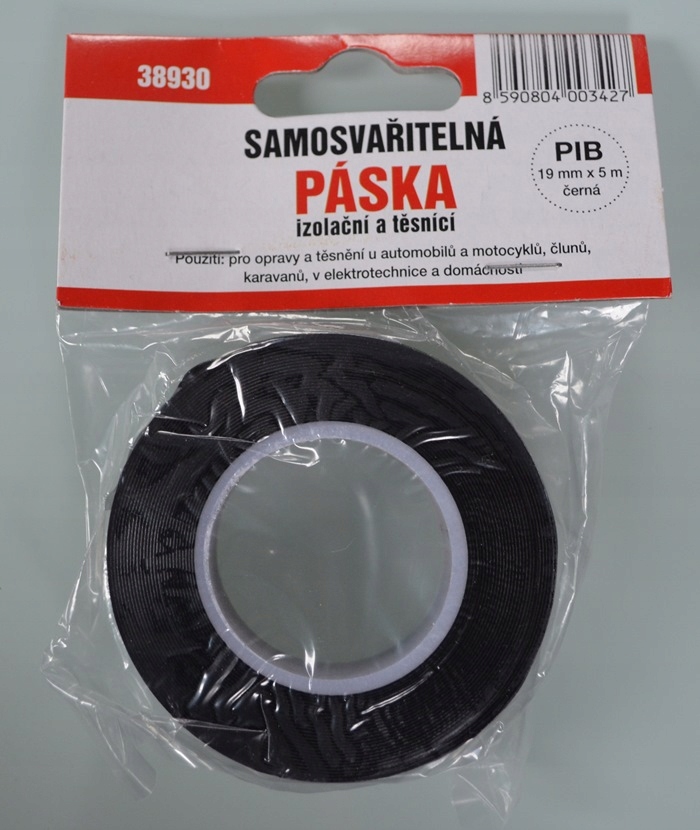 38930
8 590804 003427
SAMOSVAŘITELNÁ
PÁSKA
izolační a těsnící
PIB
19 mm x 5 m
černá
Použití: pro opravy a těsnění u automobilů a motocyklů, člunů,
karavanů, v elektrotechnice a domácnosti